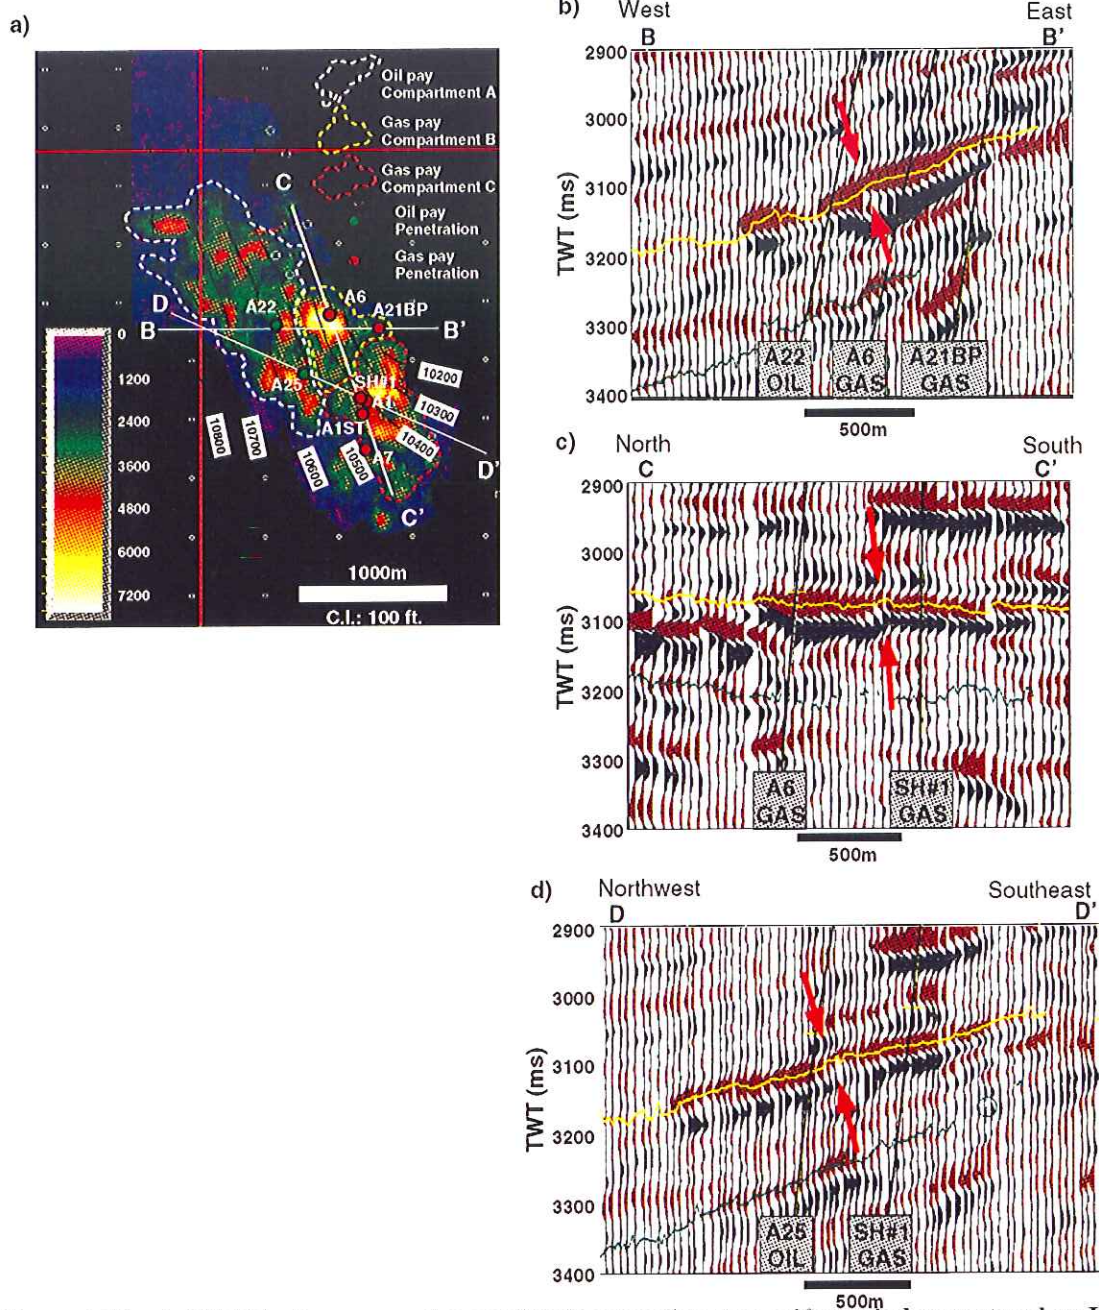 a)
Oil pay
Compartment A
Gas pay
Compartment B
Gas pay
Compartment C
Oil pay
Penetration
Gas pay
Penetration
C
D
B
A22
A6
A21BP
B'
A25
SH#1
A1
A1ST
A7
10200
10300
10400
10500
10600
10700
10800
D'
C'
0
1200
2400
3600
4800
6000
7200
1000m
C.I.: 100 ft.
b) West East
B B'
2900
3000
3100
3200
3300
3400
TWT (ms)
A22 OIL
A6 GAS
A21BP GAS
500m
c) North South
C C'
2900
3000
3100
3200
3300
3400
TWT (ms)
A6 GAS
SH#1 GAS
500m
d) Northwest Southeast
D D'
2900
3000
3100
3200
3300
3400
TWT (ms)
A25 OIL
SH#1 GAS
500m